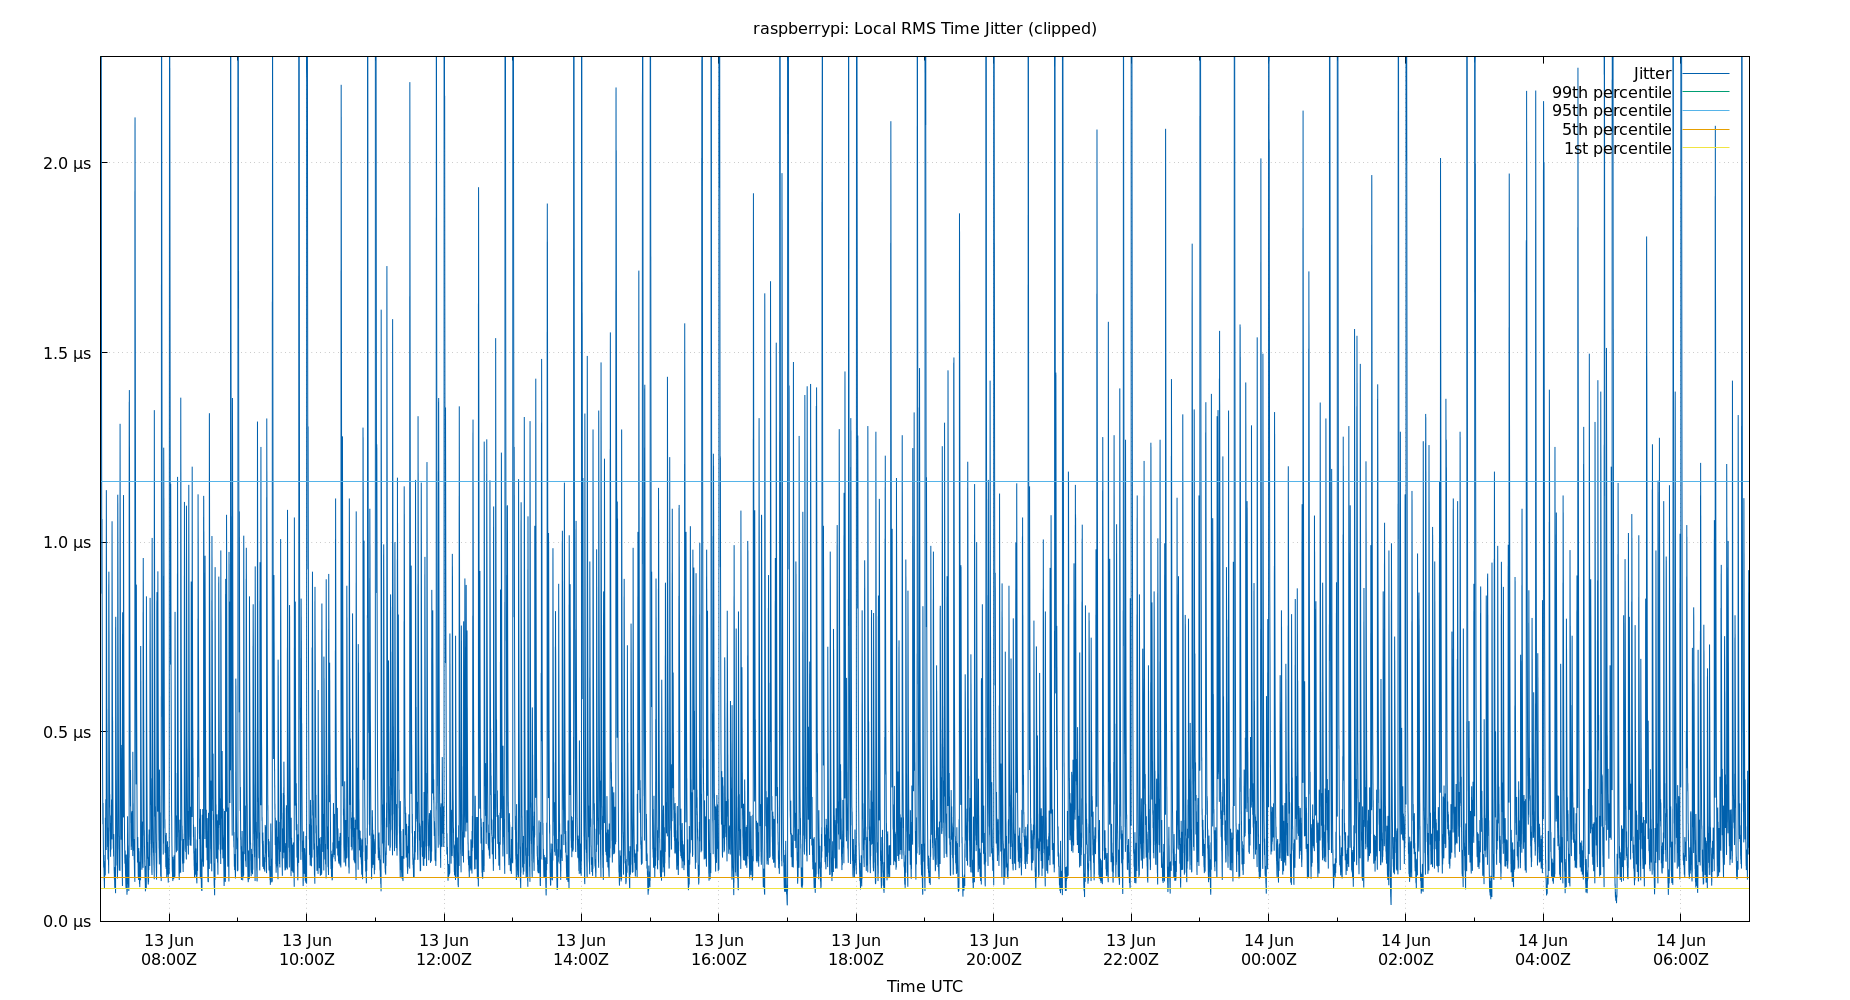 raspberrypi: Local RMS Time Jitter (clipped)
Jitter
99th percentile
95th percentile
5th percentile
1st percentile
2.0 μs
1.5 μs
1.0 μs
0.5 μs
0.0 μs
13 Jun 13 Jun 13 Jun 13 Jun 13 Jun 13 Jun 13 Jun 13 Jun 14 Jun 14 Jun 14 Jun 14 Jun
08:00Z 10:00Z 12:00Z 14:00Z 16:00Z 18:00Z 20:00Z 22:00Z 00:00Z 02:00Z 04:00Z 06:00Z
Time UTC